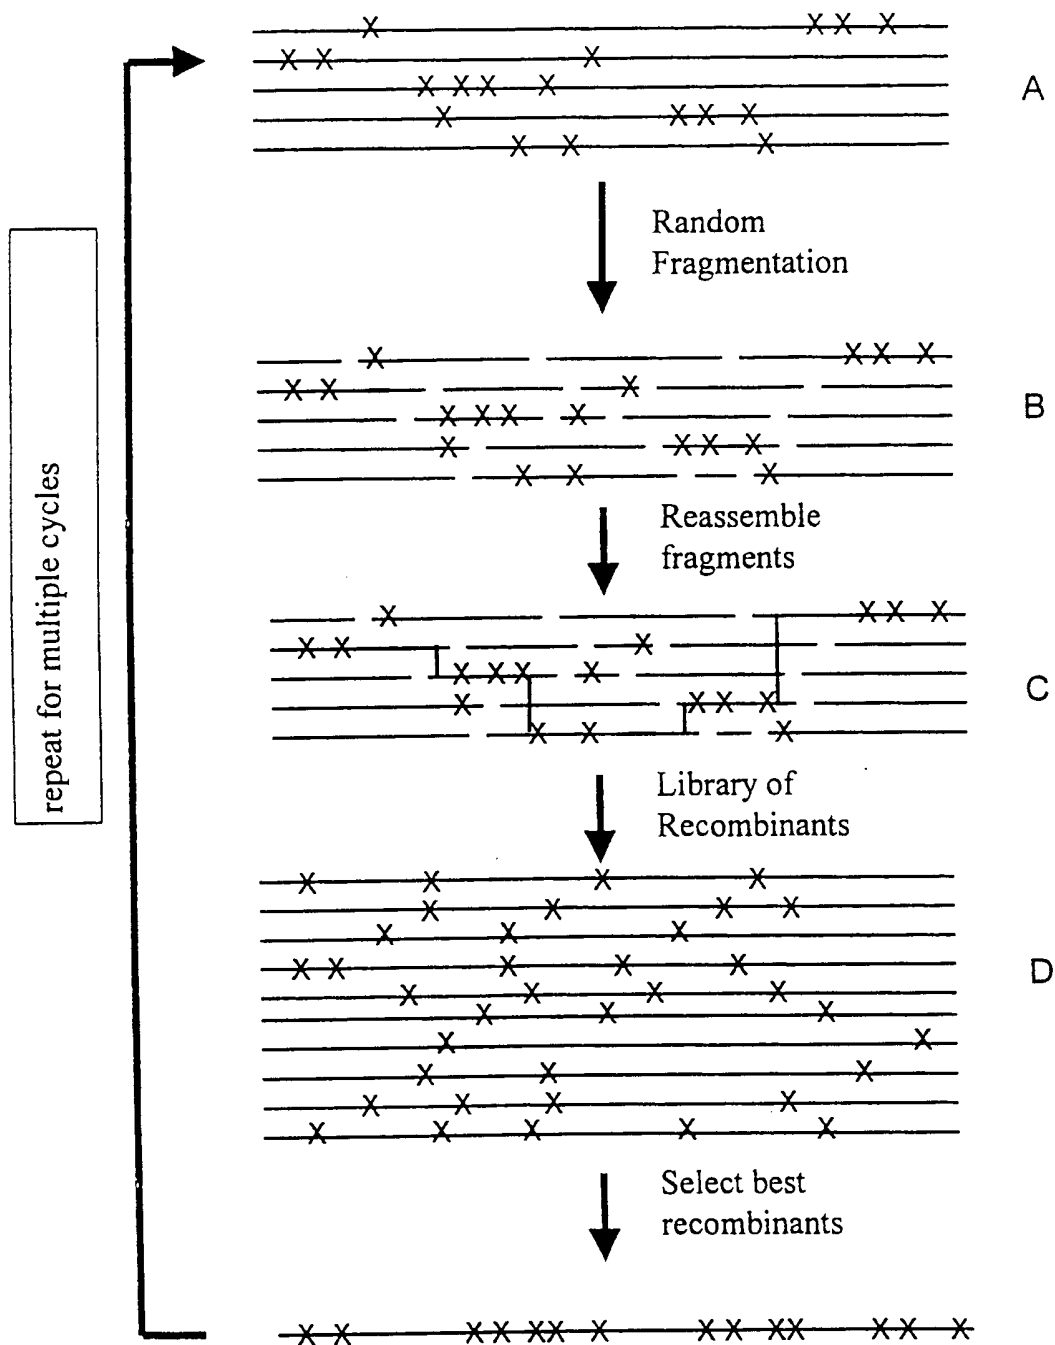 A
Random
Fragmentation
B
Reassemble
fragments
C
Library of
Recombinants
D
Select best
recombinants
repeat for multiple cycles